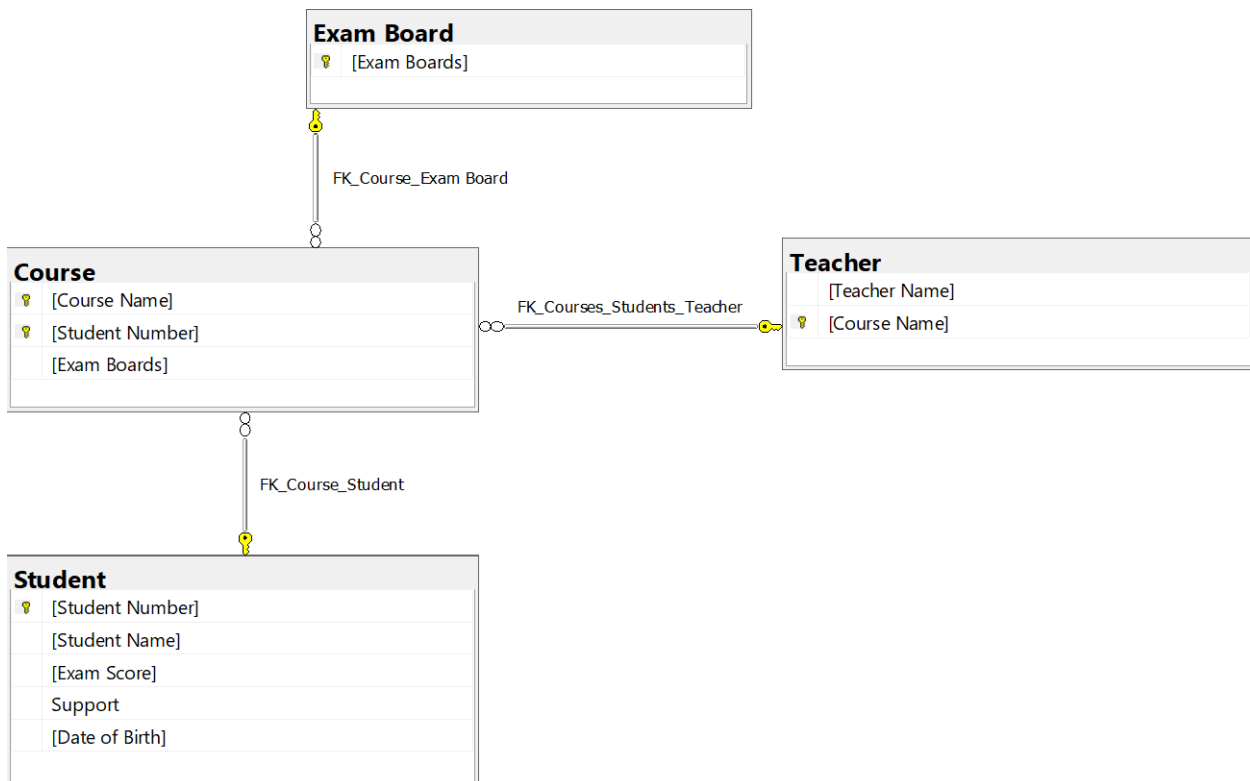 Exam Board
[Exam Boards]
FK_Course_Exam Board
Course
[Course Name]
[Student Number]
[Exam Boards]
FK_Courses_Students_Teacher
Teacher
[Teacher Name]
[Course Name]
FK_Course_Student
Student
[Student Number]
[Student Name]
[Exam Score]
Support
[Date of Birth]